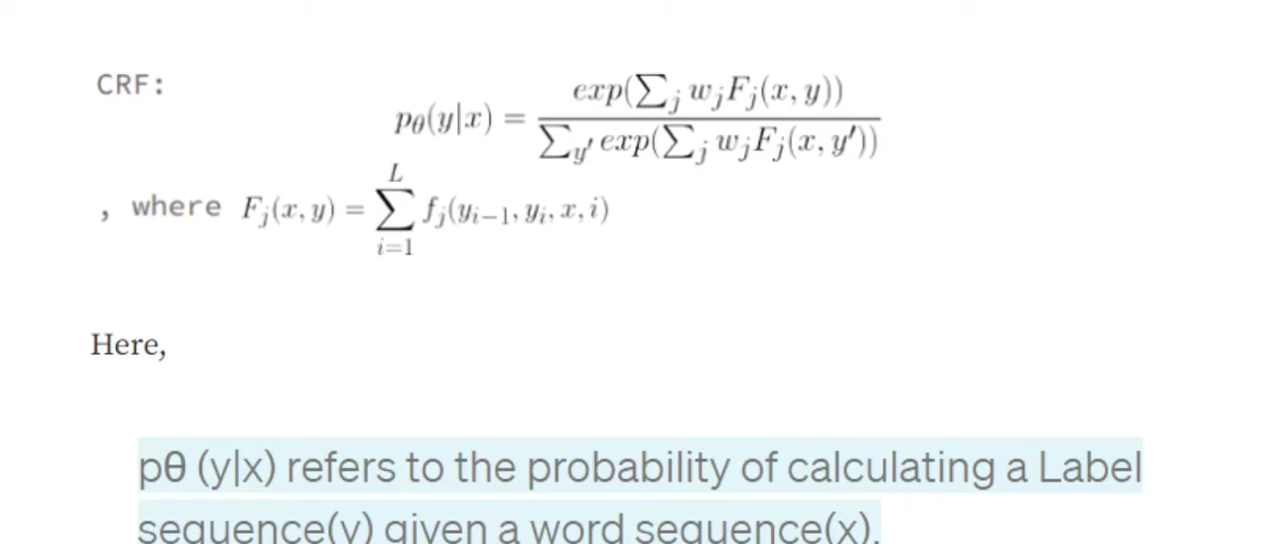 CRF:
pθ(y|x) = exp(∑j wjFj(x, y)) / ∑y′ exp(∑j wjFj(x, y′))
, where Fj(x, y) = ∑i=1L fj(yi−1, yi, x, i)
Here,
pθ (y|x) refers to the probability of calculating a Label
sequence(y) given a word sequence(x).